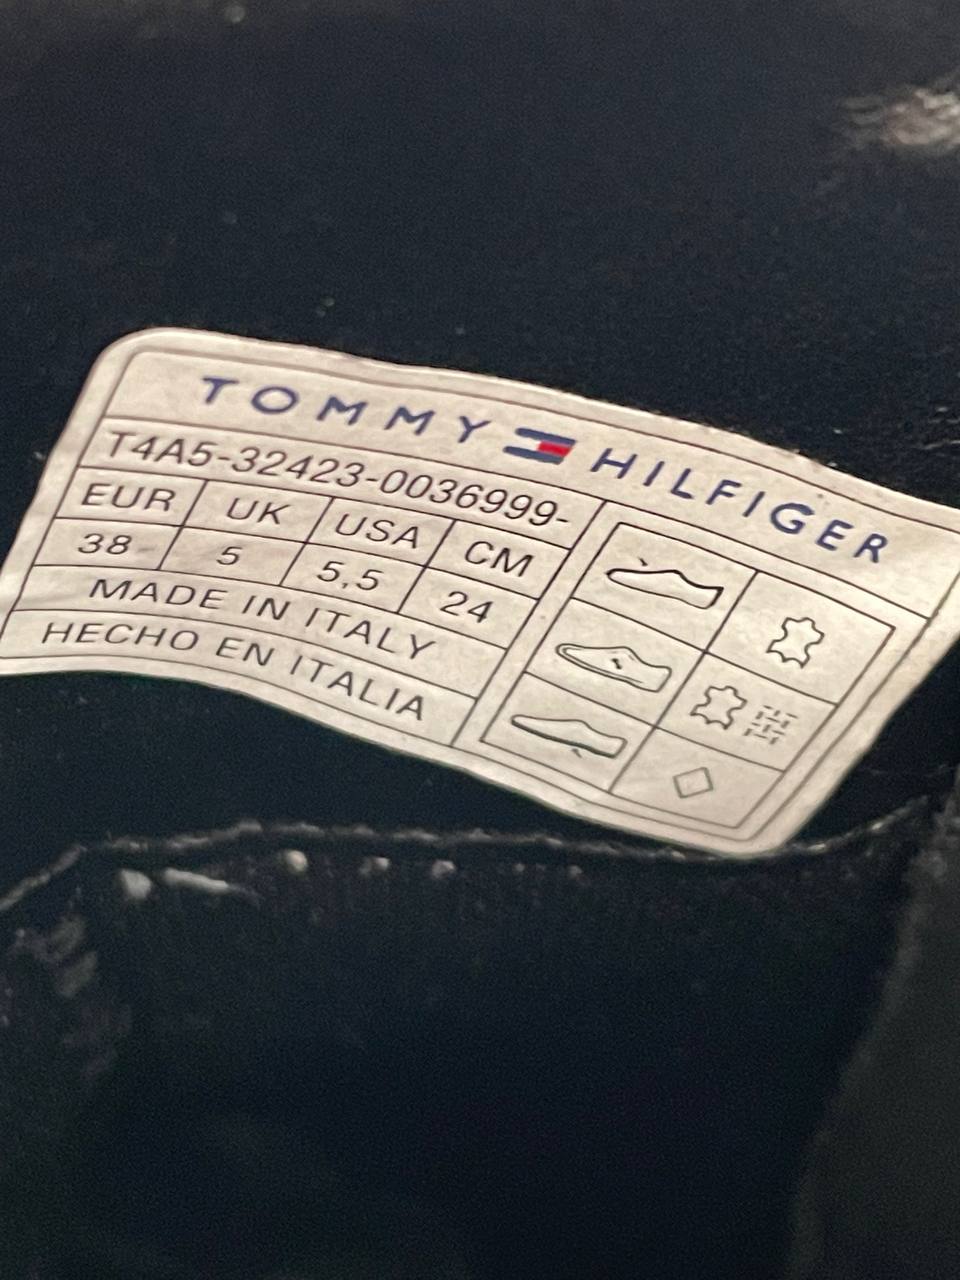 TOMMY HILFIGER
T4A5-32423-0036999-
EUR UK USA CM
38 5 5,5 24
MADE IN ITALY
HECHO EN ITALIA